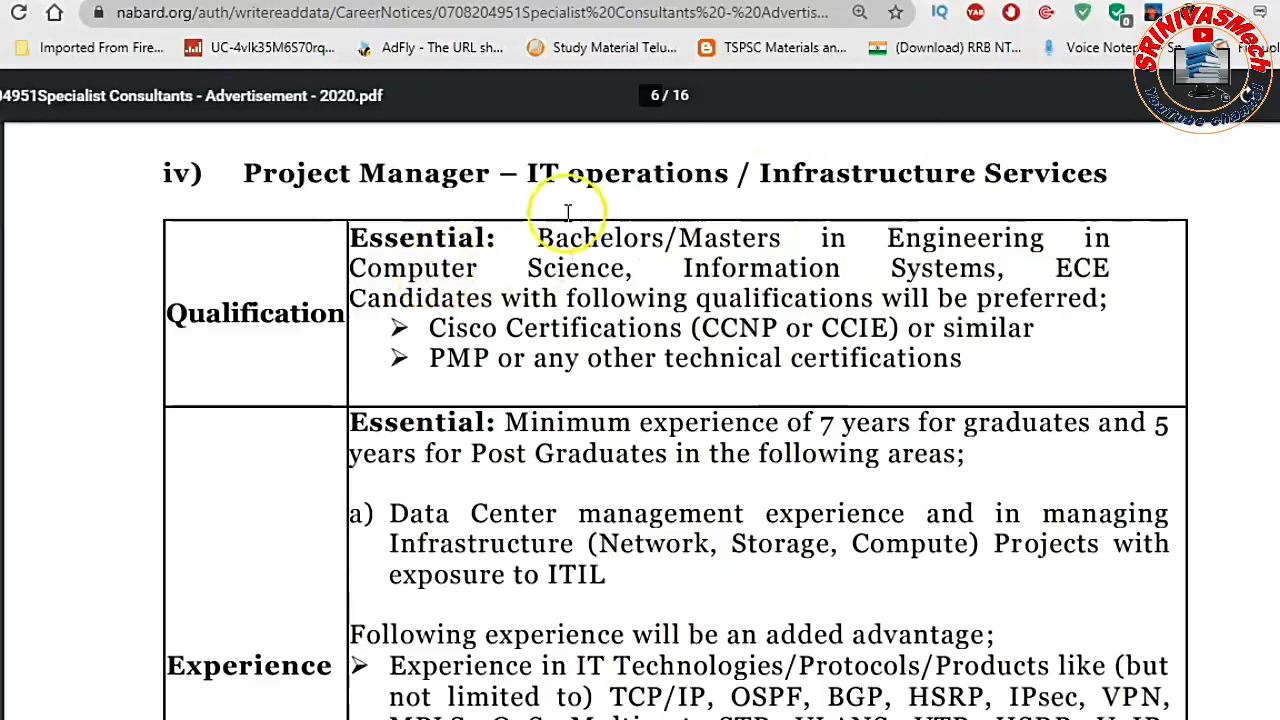 nabard.org/auth/writereaddata/CareerNotices/0708204951Specialist%20Consultants%20-%20Advertis...
Imported From Fire...
UC-4vlk35M6S70rq...
AdFly - The URL sh...
Study Material Telu...
TSPSC Materials an...
(Download) RRB NT...
Voice Notep
SRINIVASMech
YouTube channel
04951Specialist Consultants - Advertisement - 2020.pdf
6 / 16
iv) Project Manager – IT operations / Infrastructure Services
Qualification
Essential: Bachelors/Masters in Engineering in
Computer Science, Information Systems, ECE
Candidates with following qualifications will be preferred;
➢ Cisco Certifications (CCNP or CCIE) or similar
➢ PMP or any other technical certifications
Experience
Essential: Minimum experience of 7 years for graduates and 5
years for Post Graduates in the following areas;
a) Data Center management experience and in managing
Infrastructure (Network, Storage, Compute) Projects with
exposure to ITIL
Following experience will be an added advantage;
➢ Experience in IT Technologies/Protocols/Products like (but
not limited to) TCP/IP, OSPF, BGP, HSRP, IPsec, VPN,